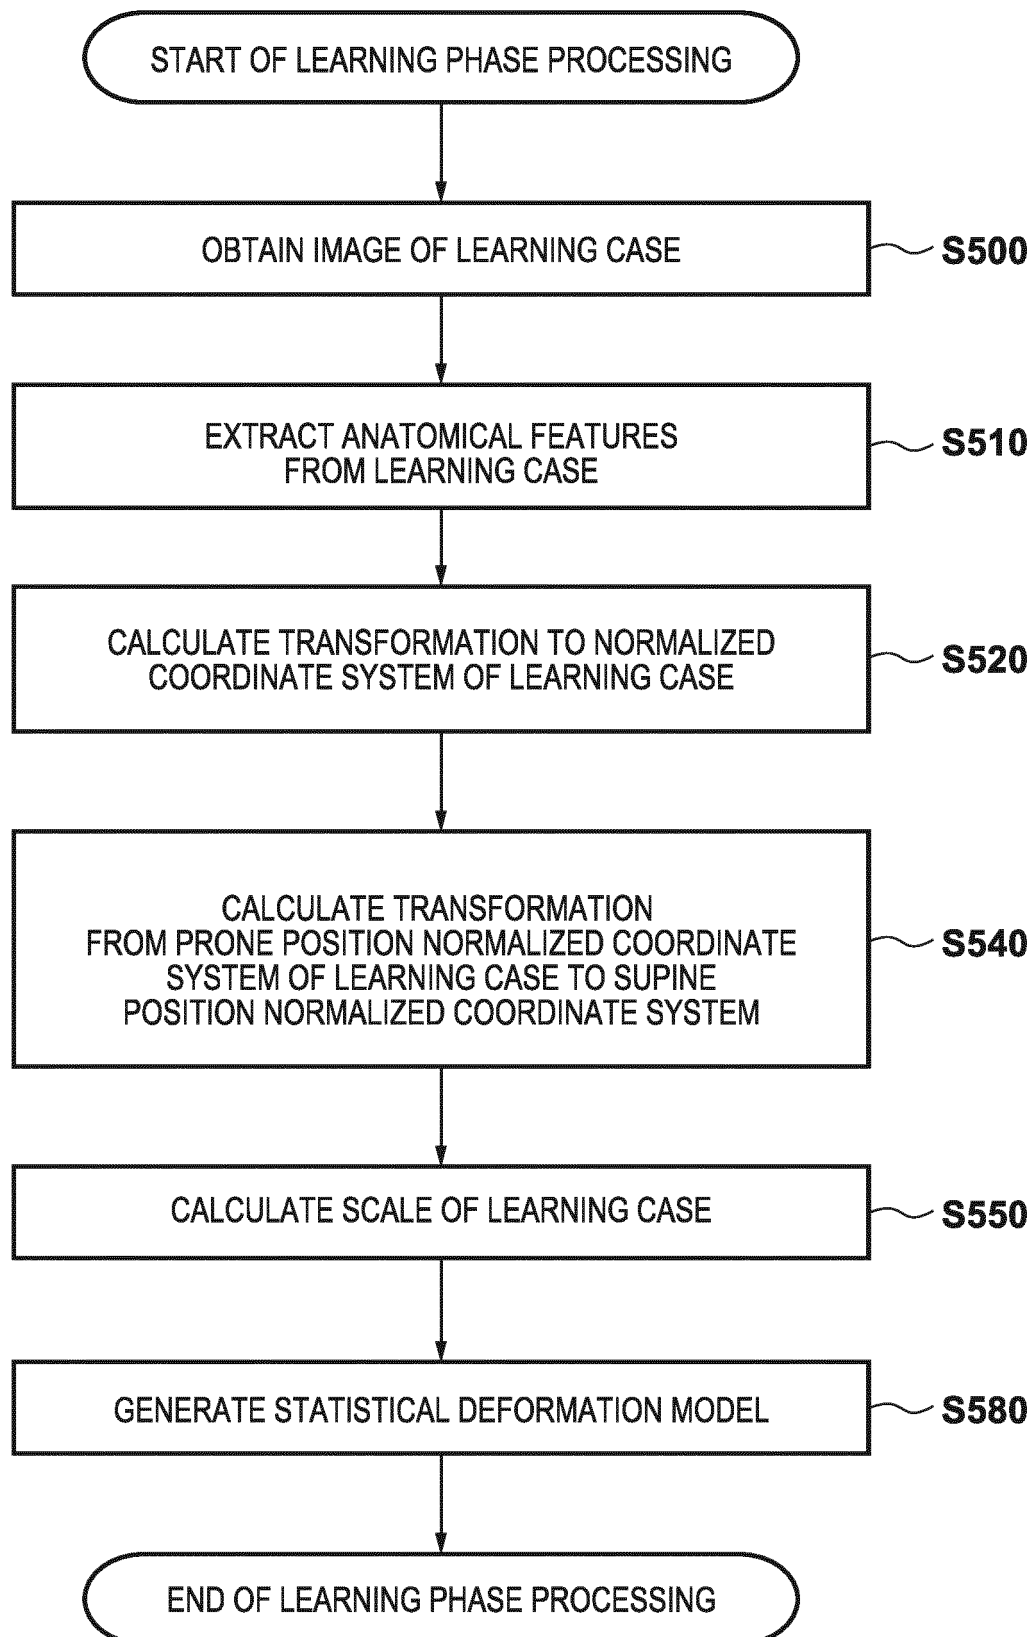 START OF LEARNING PHASE PROCESSING
OBTAIN IMAGE OF LEARNING CASE
S500
EXTRACT ANATOMICAL FEATURES
FROM LEARNING CASE
S510
CALCULATE TRANSFORMATION TO NORMALIZED
COORDINATE SYSTEM OF LEARNING CASE
S520
CALCULATE TRANSFORMATION
FROM PRONE POSITION NORMALIZED COORDINATE
SYSTEM OF LEARNING CASE TO SUPINE
POSITION NORMALIZED COORDINATE SYSTEM
S540
CALCULATE SCALE OF LEARNING CASE
S550
GENERATE STATISTICAL DEFORMATION MODEL
S580
END OF LEARNING PHASE PROCESSING